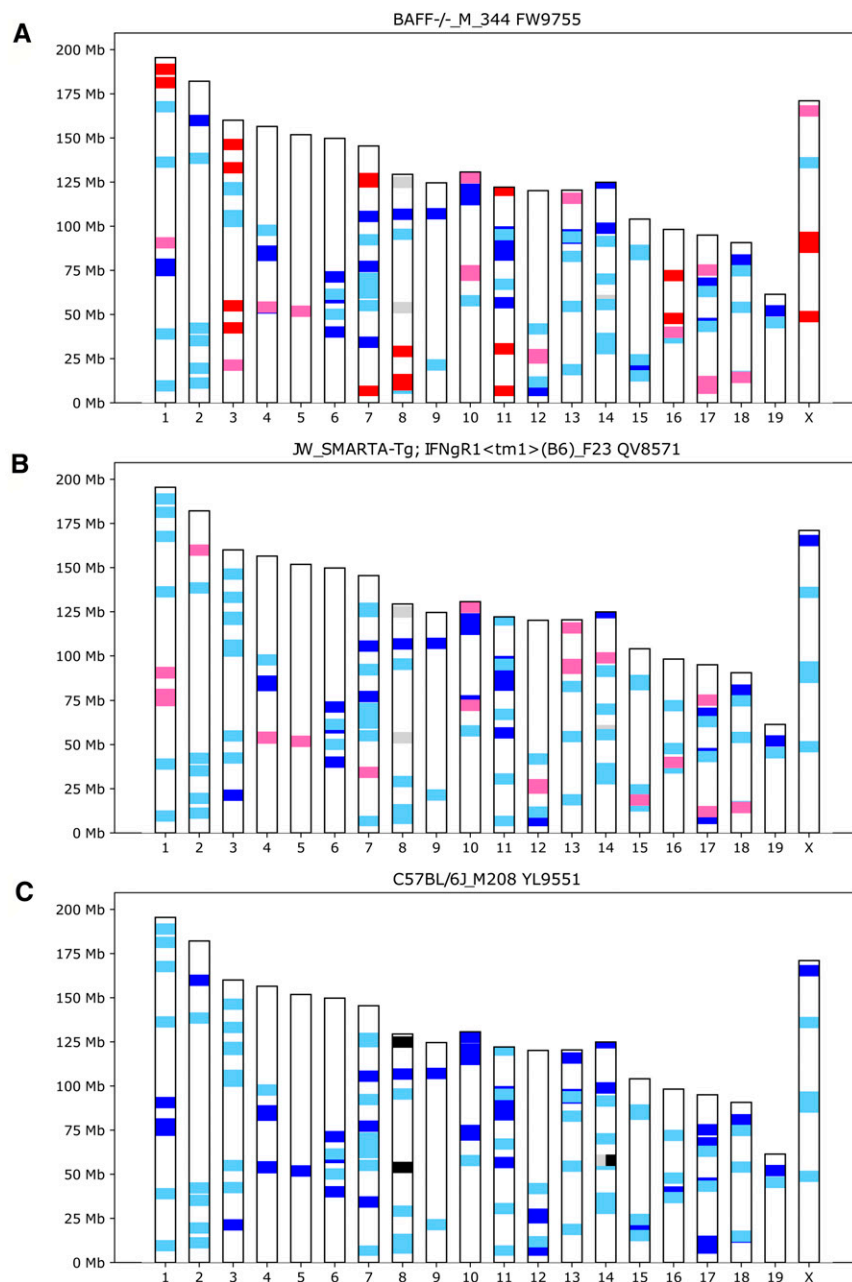 A
BAFF-/-_M_344 FW9755
200 Mb
175 Mb
150 Mb
125 Mb
100 Mb
75 Mb
50 Mb
25 Mb
0 Mb
1 2 3 4 5 6 7 8 9 10 11 12 13 14 15 16 17 18 19 X
B
JW_SMARTA-Tg; IFNgR1<tm1>(B6)_F23 QV8571
200 Mb
175 Mb
150 Mb
125 Mb
100 Mb
75 Mb
50 Mb
25 Mb
0 Mb
1 2 3 4 5 6 7 8 9 10 11 12 13 14 15 16 17 18 19 X
C
C57BL/6J_M208 YL9551
200 Mb
175 Mb
150 Mb
125 Mb
100 Mb
75 Mb
50 Mb
25 Mb
0 Mb
1 2 3 4 5 6 7 8 9 10 11 12 13 14 15 16 17 18 19 X